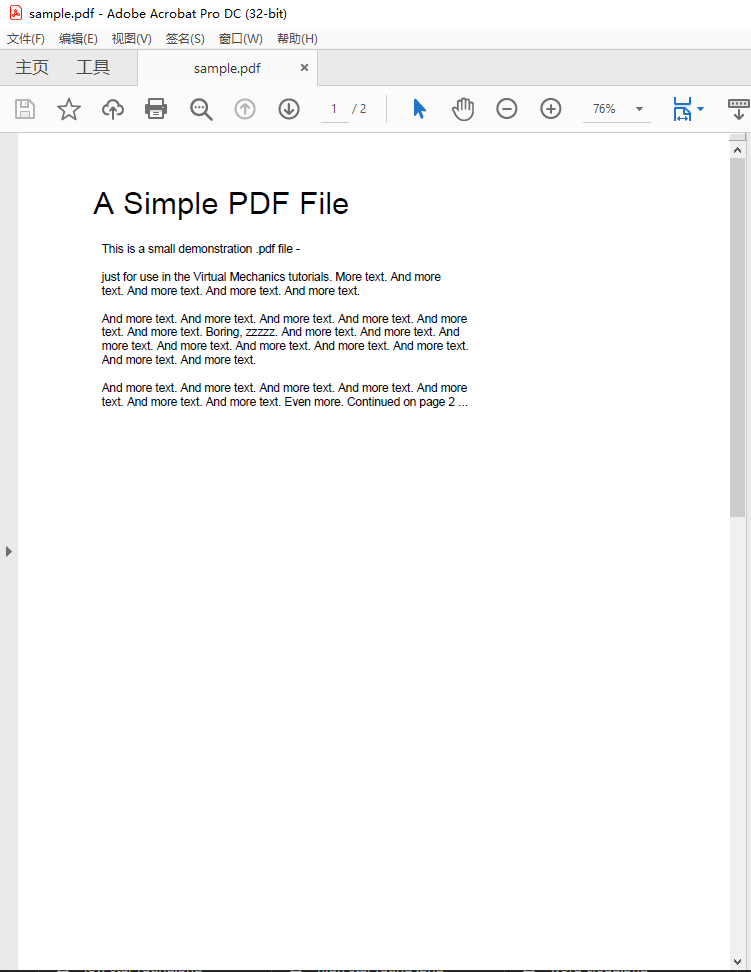 sample.pdf - Adobe Acrobat Pro DC (32-bit)
文件(F) 编辑(E) 视图(V) 签名(S) 窗口(W) 帮助(H)
主页 工具 sample.pdf ×
1 / 2 76%
A Simple PDF File
This is a small demonstration .pdf file -
just for use in the Virtual Mechanics tutorials. More text. And more
text. And more text. And more text. And more text.
And more text. And more text. And more text. And more text. And more
text. And more text. Boring, zzzzz. And more text. And more text. And
more text. And more text. And more text. And more text. And more text.
And more text. And more text.
And more text. And more text. And more text. And more text. And more
text. And more text. And more text. Even more. Continued on page 2 ...